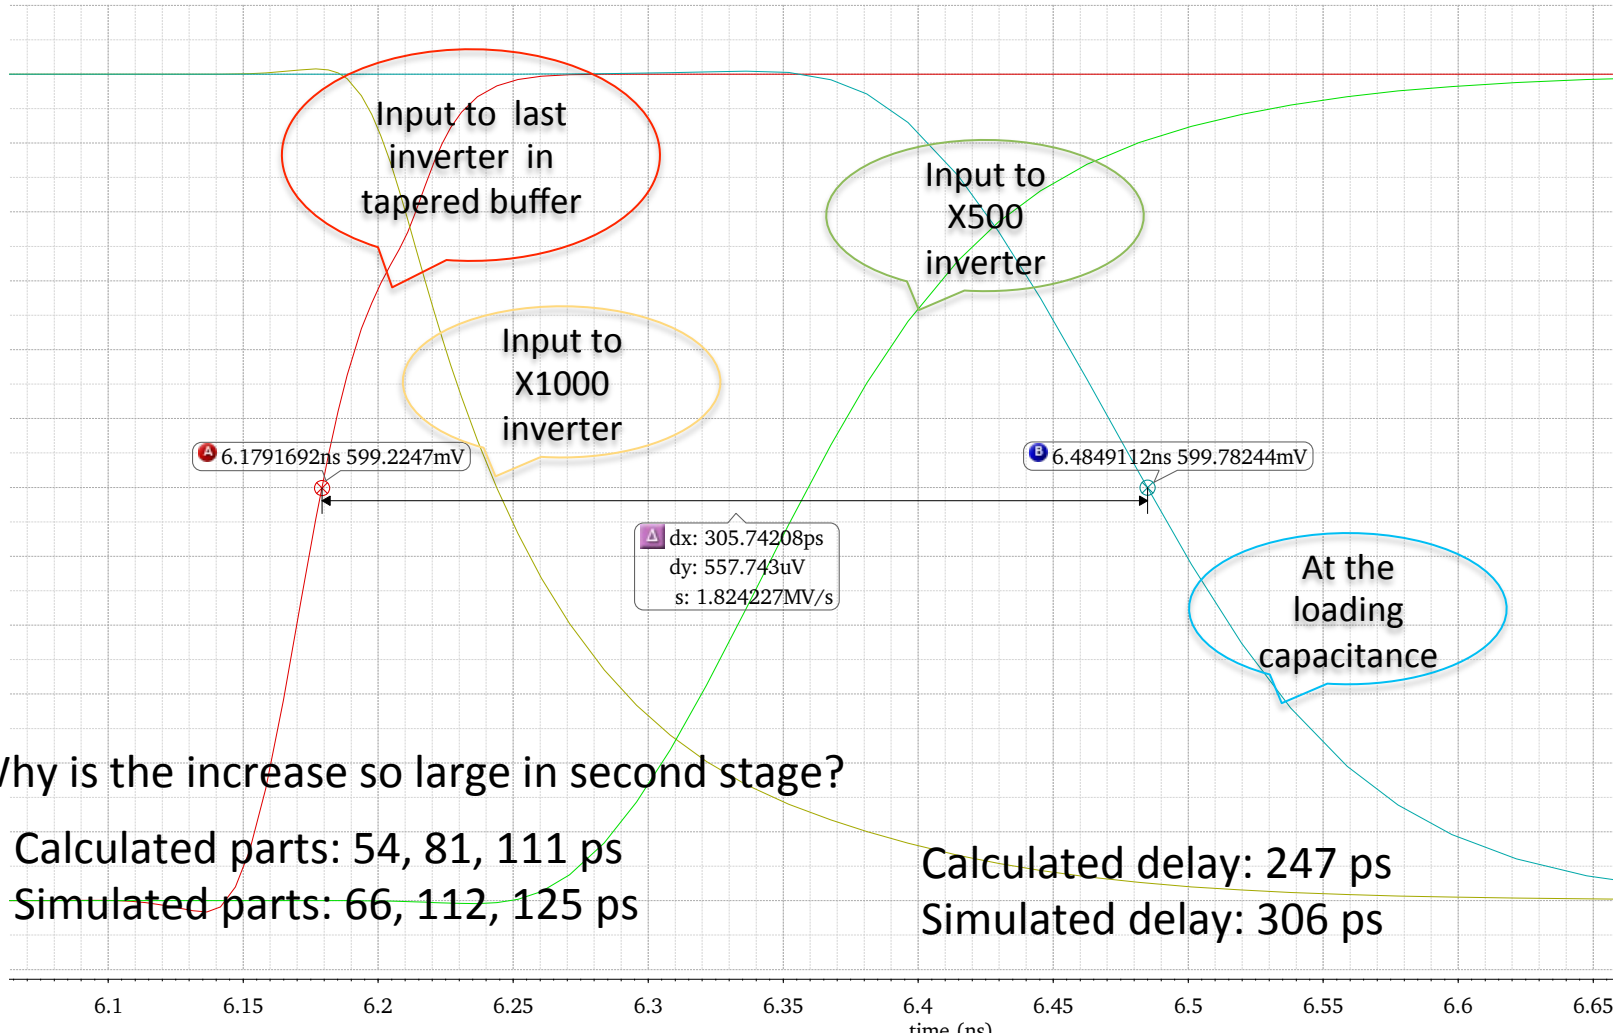 Input to last
inverter in
tapered buffer
Input to
X500
inverter
Input to
X1000
inverter
A 6.1791692ns 599.2247mV
B 6.4849112ns 599.78244mV
Δ dx: 305.74208ps
dy: 557.743uV
s: 1.824227MV/s
At the
loading
capacitance
Why is the increase so large in second stage?
Calculated parts: 54, 81, 111 ps
Simulated parts: 66, 112, 125 ps
Calculated delay: 247 ps
Simulated delay: 306 ps
6.1 6.15 6.2 6.25 6.3 6.35 6.4 6.45 6.5 6.55 6.6 6.65
time (ns)